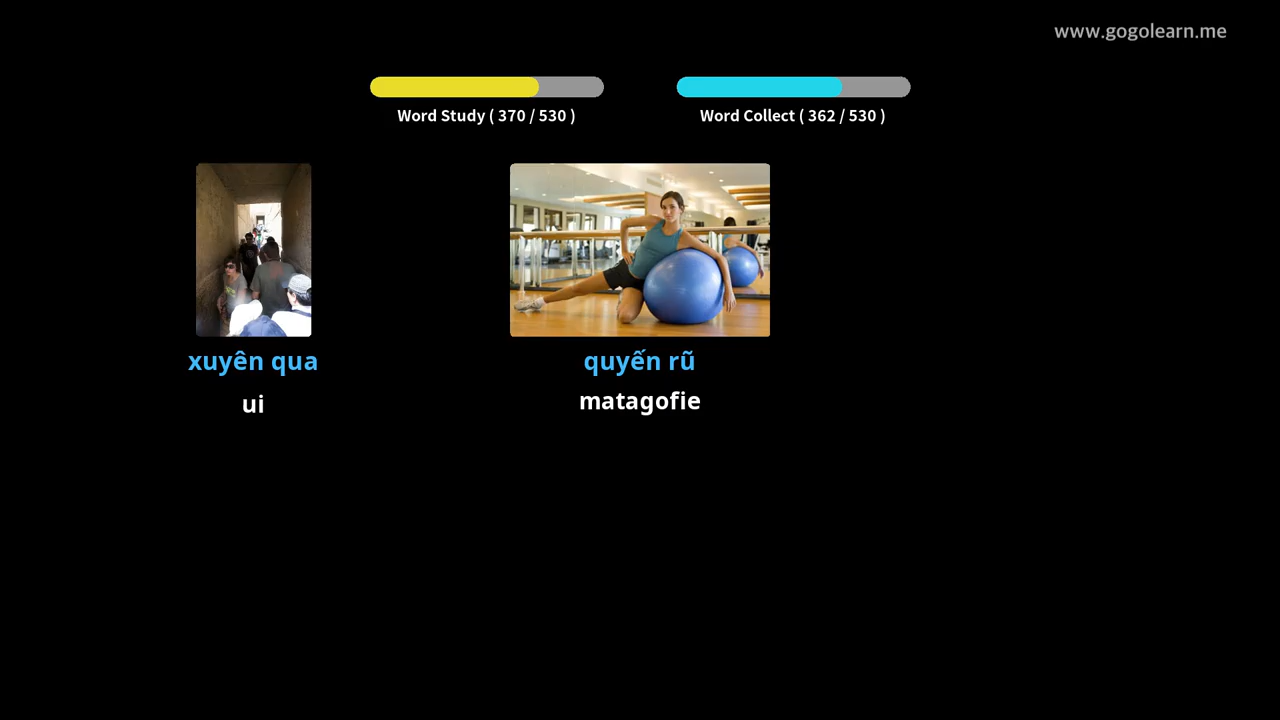 www.gogolearn.me
Word Study ( 370 / 530 )
Word Collect ( 362 / 530 )
xuyên qua
ui
quyến rũ
matagofie